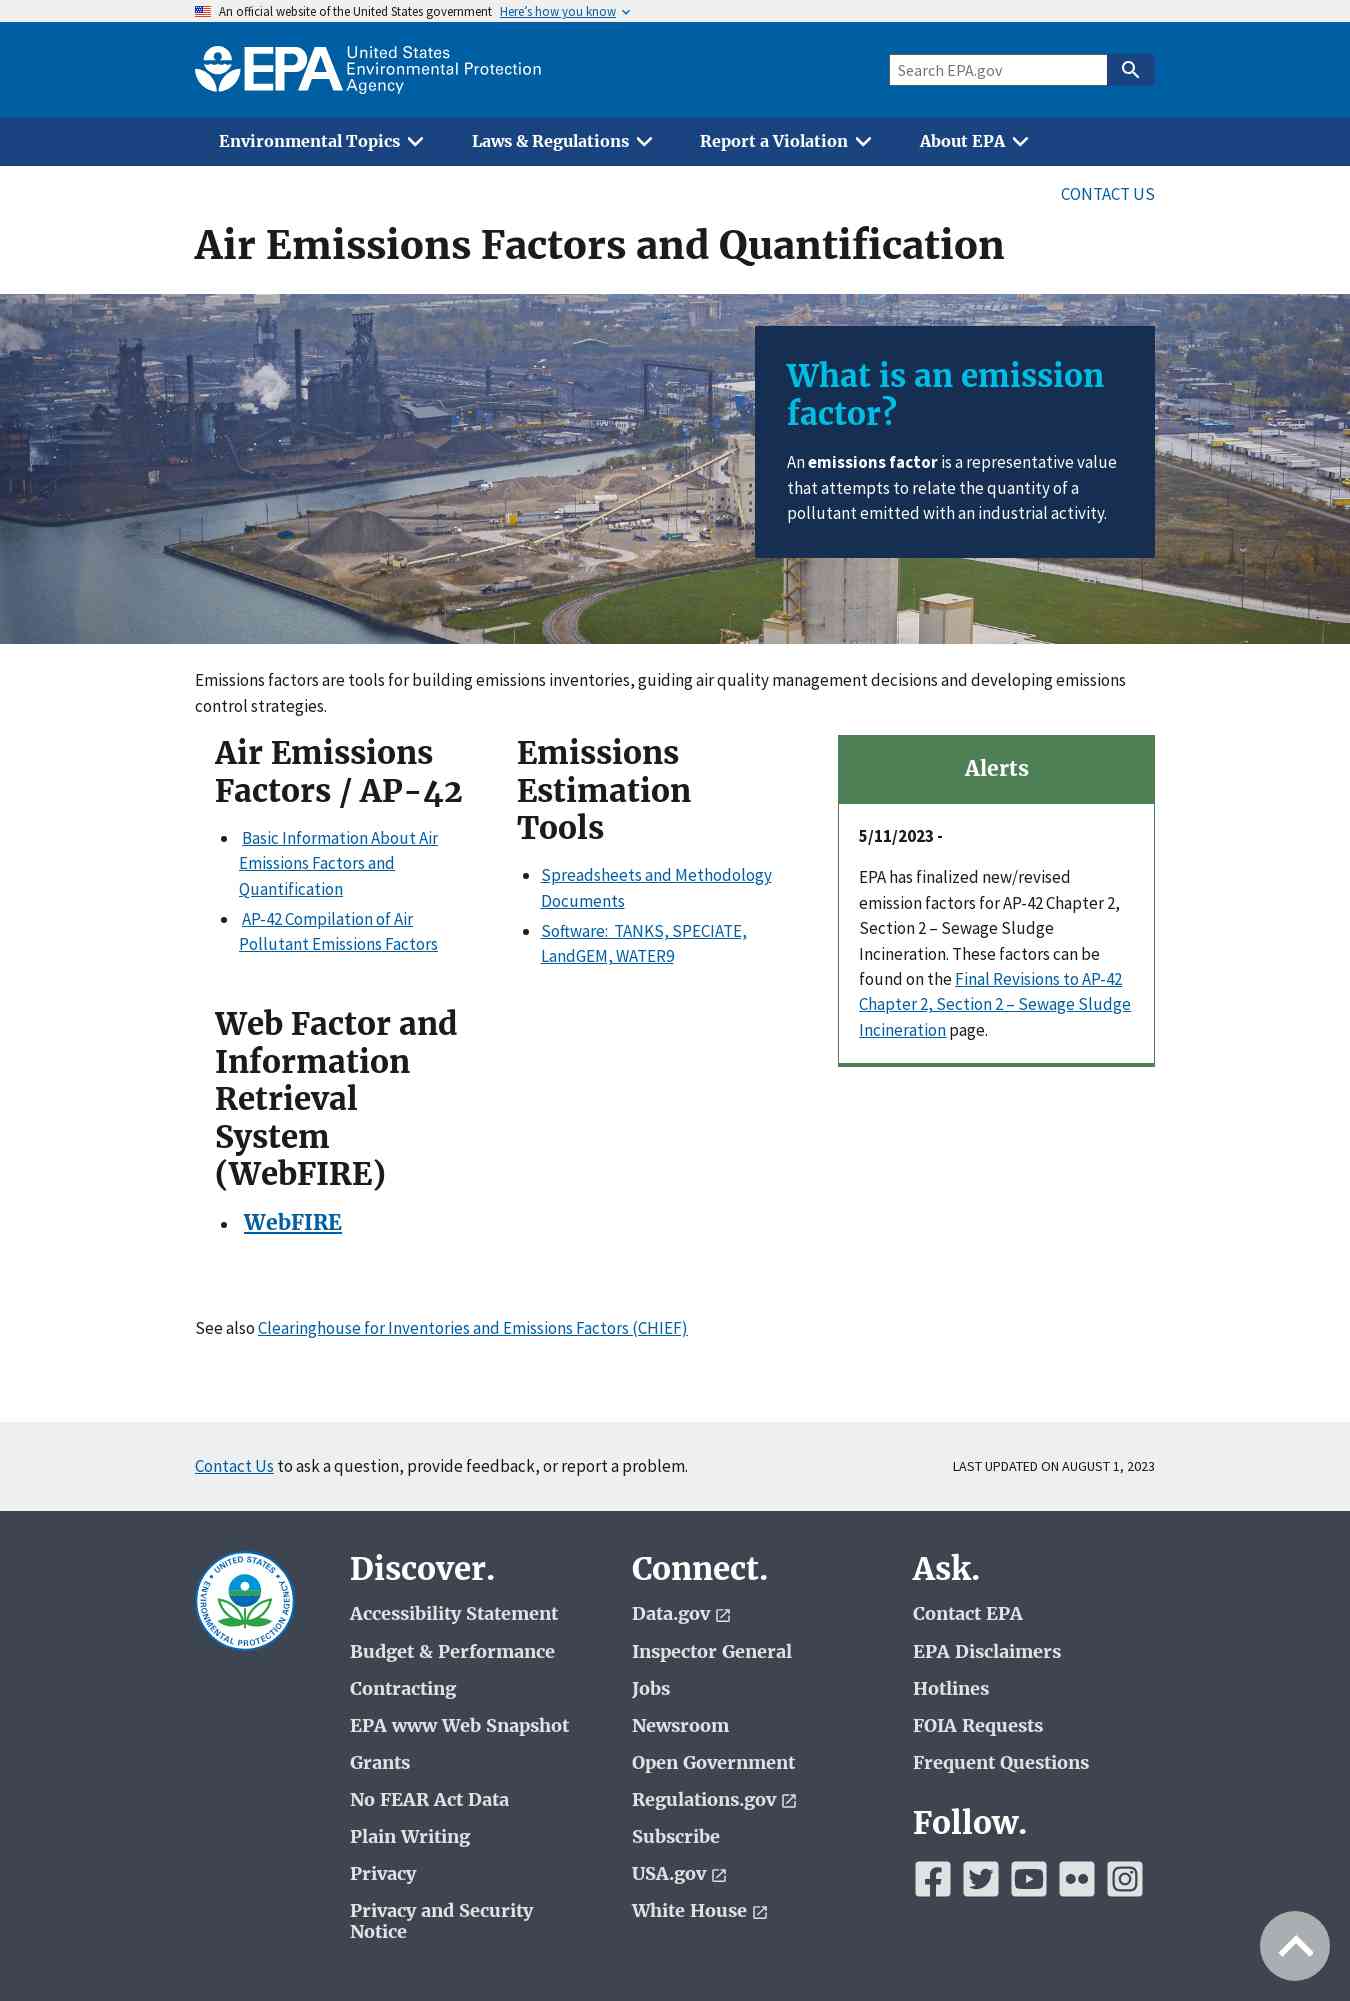 An official website of the United States government Here's how you know
EPA United States
Environmental Protection
Agency
Search EPA.gov
Environmental Topics Laws & Regulations Report a Violation About EPA
CONTACT US
Air Emissions Factors and Quantification
What is an emission
factor?
An emissions factor is a representative value
that attempts to relate the quantity of a
pollutant emitted with an industrial activity.
Emissions factors are tools for building emissions inventories, guiding air quality management decisions and developing emissions
control strategies.
Air Emissions
Factors / AP-42
Basic Information About Air
Emissions Factors and
Quantification
AP-42 Compilation of Air
Pollutant Emissions Factors
Emissions
Estimation
Tools
Spreadsheets and Methodology
Documents
Software:  TANKS, SPECIATE,
LandGEM, WATER9
Alerts
5/11/2023 -
EPA has finalized new/revised
emission factors for AP-42 Chapter 2,
Section 2 – Sewage Sludge
Incineration. These factors can be
found on the Final Revisions to AP-42
Chapter 2, Section 2 – Sewage Sludge
Incineration page.
Web Factor and
Information
Retrieval
System
(WebFIRE)
WebFIRE
See also Clearinghouse for Inventories and Emissions Factors (CHIEF)
Contact Us to ask a question, provide feedback, or report a problem.
LAST UPDATED ON AUGUST 1, 2023
UNITED STATES
ENVIRONMENTAL PROTECTION AGENCY
Discover.
Accessibility Statement
Budget & Performance
Contracting
EPA www Web Snapshot
Grants
No FEAR Act Data
Plain Writing
Privacy
Privacy and Security
Notice
Connect.
Data.gov
Inspector General
Jobs
Newsroom
Open Government
Regulations.gov
Subscribe
USA.gov
White House
Ask.
Contact EPA
EPA Disclaimers
Hotlines
FOIA Requests
Frequent Questions
Follow.